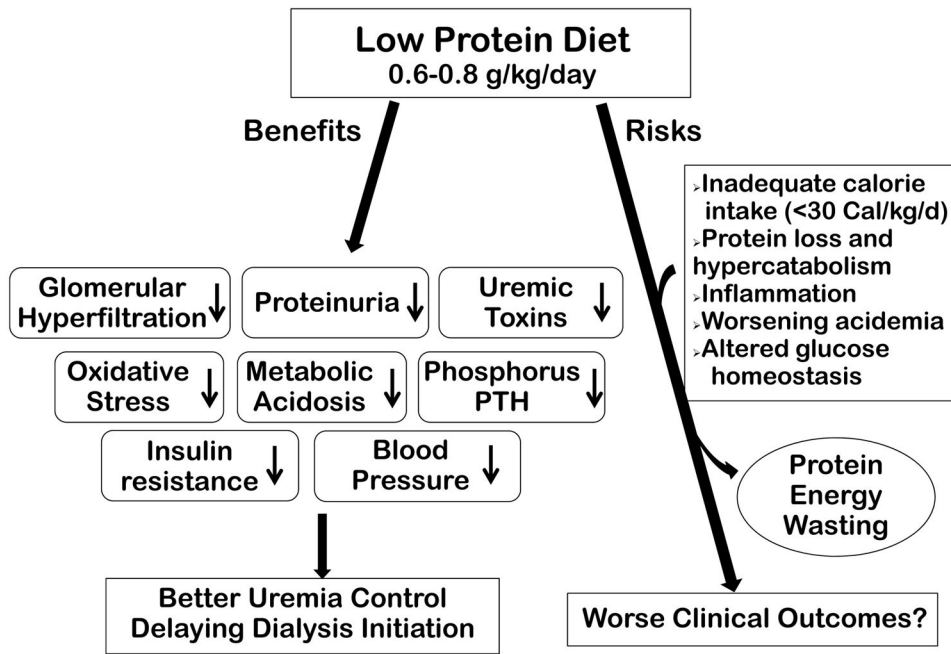 Low Protein Diet
0.6-0.8 g/kg/day
Benefits
Risks
➢Inadequate calorie
intake (<30 Cal/kg/d)
➢Protein loss and
hypercatabolism
➢Inflammation
➢Worsening acidemia
➢Altered glucose
homeostasis
Glomerular
Hyperfiltration ↓
Proteinuria ↓
Uremic
Toxins ↓
Oxidative
Stress ↓
Metabolic
Acidosis ↓
Phosphorus
PTH ↓
Insulin
resistance ↓
Blood
Pressure ↓
Protein
Energy
Wasting
Better Uremia Control
Delaying Dialysis Initiation
Worse Clinical Outcomes?